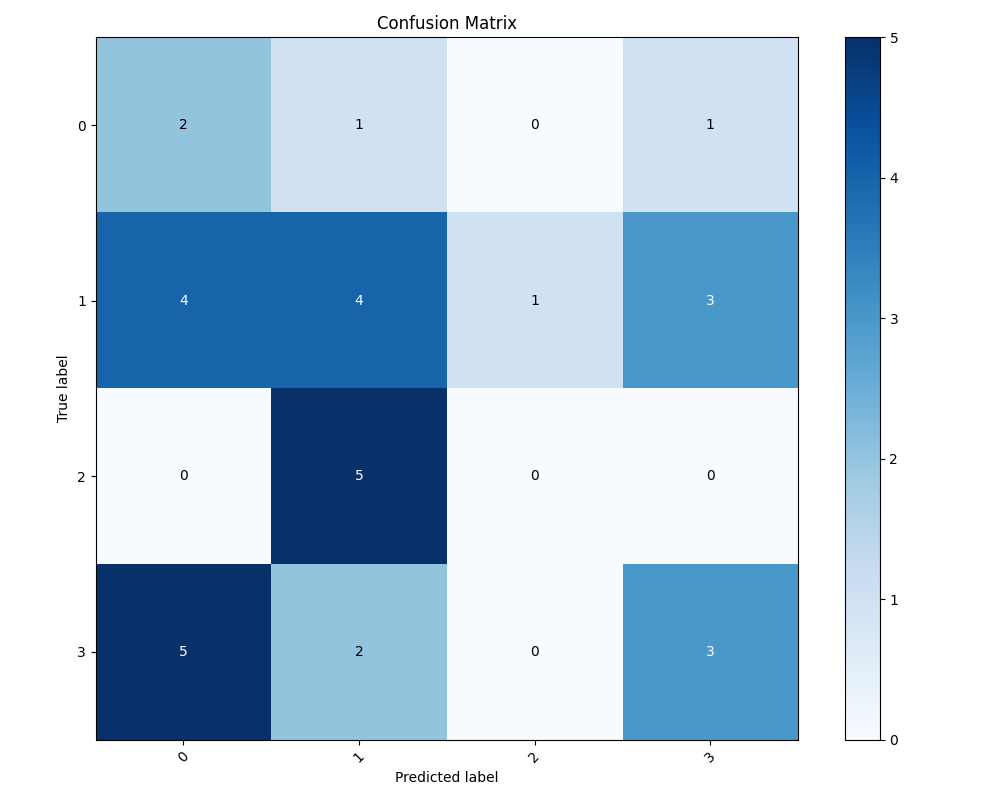 Confusion Matrix
5
0 2 1 0 1
4
1 4 4 1 3
3
True label
2 0 5 0 0
2
1
3 5 2 0 3
0
0 1 2 3
Predicted label